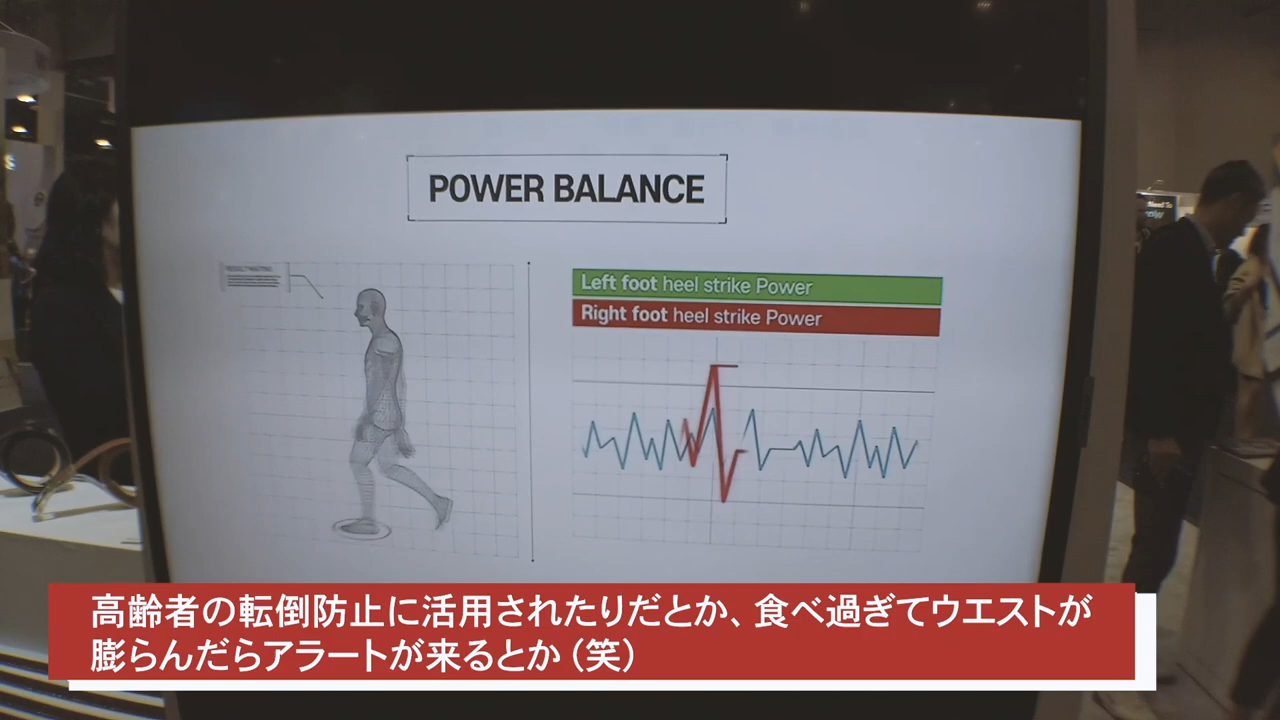 POWER BALANCE
Left foot heel strike Power
Right foot heel strike Power
Need To
高齢者の転倒防止に活用されたりだとか、食べ過ぎてウエストが
膨らんだらアラートが来るとか（笑）